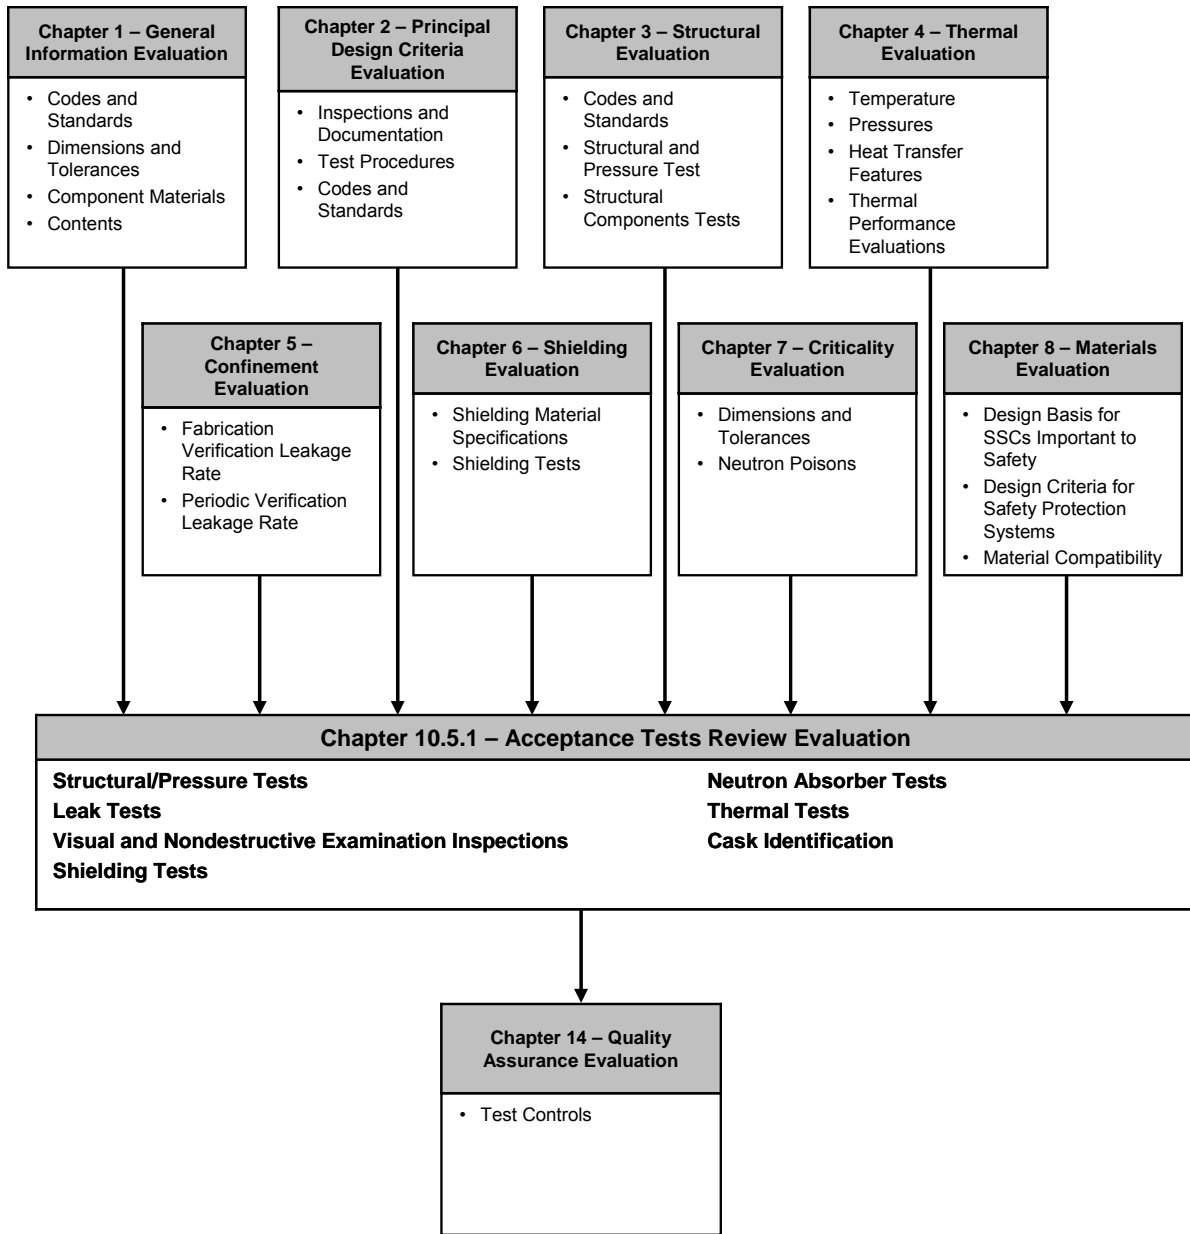 Chapter 1 – General
Information Evaluation
• Codes and
Standards
• Dimensions and
Tolerances
• Component Materials
• Contents
Chapter 2 – Principal
Design Criteria
Evaluation
• Inspections and
Documentation
• Test Procedures
• Codes and
Standards
Chapter 3 – Structural
Evaluation
• Codes and
Standards
• Structural and
Pressure Test
• Structural
Components Tests
Chapter 4 – Thermal
Evaluation
• Temperature
• Pressures
• Heat Transfer
Features
• Thermal
Performance
Evaluations
Chapter 5 –
Confinement
Evaluation
• Fabrication
Verification Leakage
Rate
• Periodic Verification
Leakage Rate
Chapter 6 – Shielding
Evaluation
• Shielding Material
Specifications
• Shielding Tests
Chapter 7 – Criticality
Evaluation
• Dimensions and
Tolerances
• Neutron Poisons
Chapter 8 – Materials
Evaluation
• Design Basis for
SSCs Important to
Safety
• Design Criteria for
Safety Protection
Systems
• Material Compatibility
Chapter 10.5.1 – Acceptance Tests Review Evaluation
Structural/Pressure Tests
Leak Tests
Visual and Nondestructive Examination Inspections
Shielding Tests
Neutron Absorber Tests
Thermal Tests
Cask Identification
Chapter 14 – Quality
Assurance Evaluation
• Test Controls